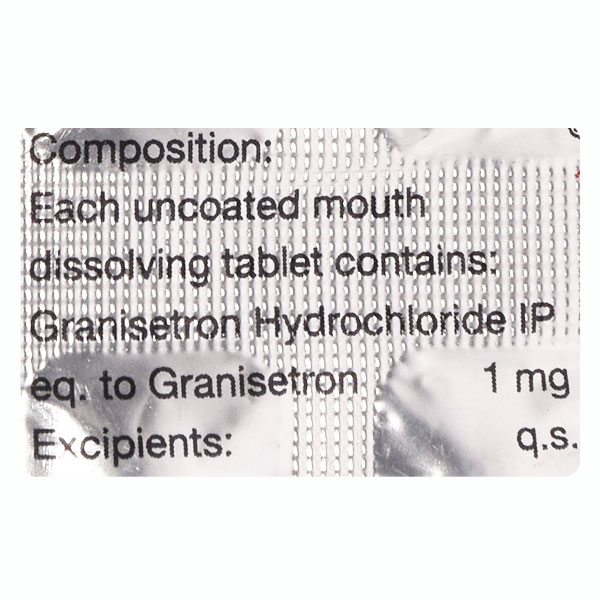 Composition:
Each uncoated mouth
dissolving tablet contains:
Granisetron Hydrochloride IP
eq. to Granisetron 1 mg
Excipients: q.s.